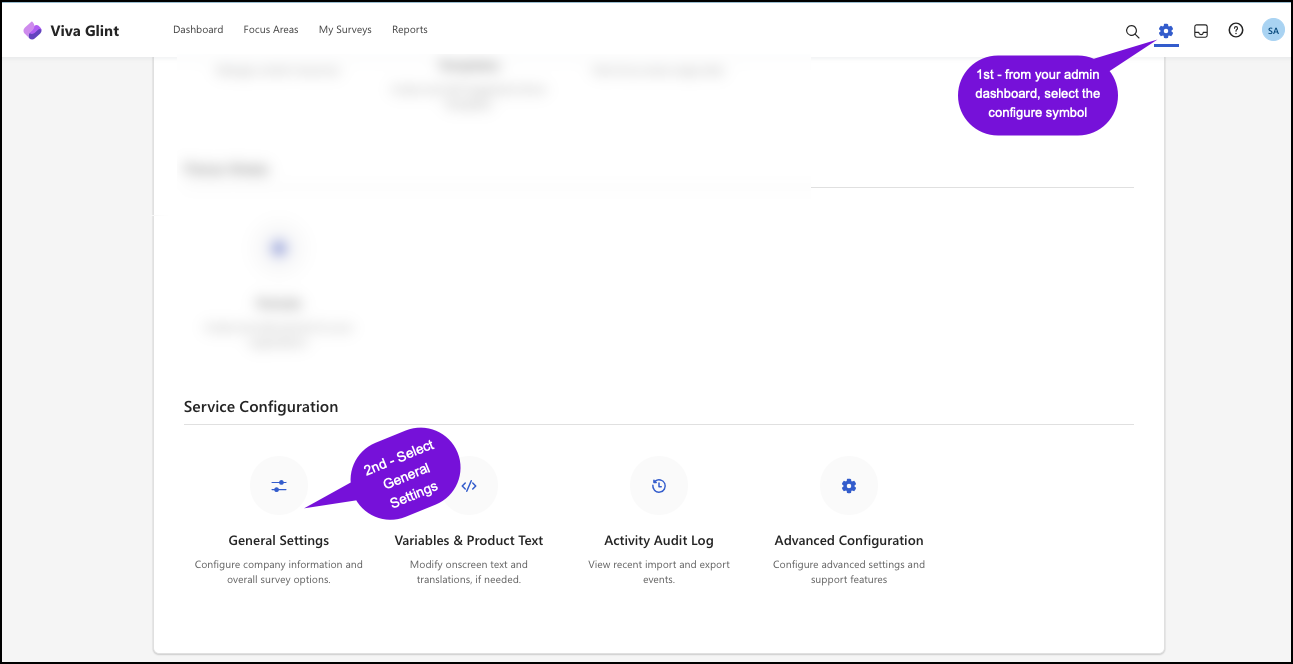 Viva Glint
Dashboard
Focus Areas
My Surveys
Reports
SA
1st - from your admin
dashboard, select the
configure symbol
Service Configuration
2nd - Select
General
Settings
General Settings
Configure company information and
overall survey options.
Variables & Product Text
Modify onscreen text and
translations, if needed.
Activity Audit Log
View recent import and export
events.
Advanced Configuration
Configure advanced settings and
support features